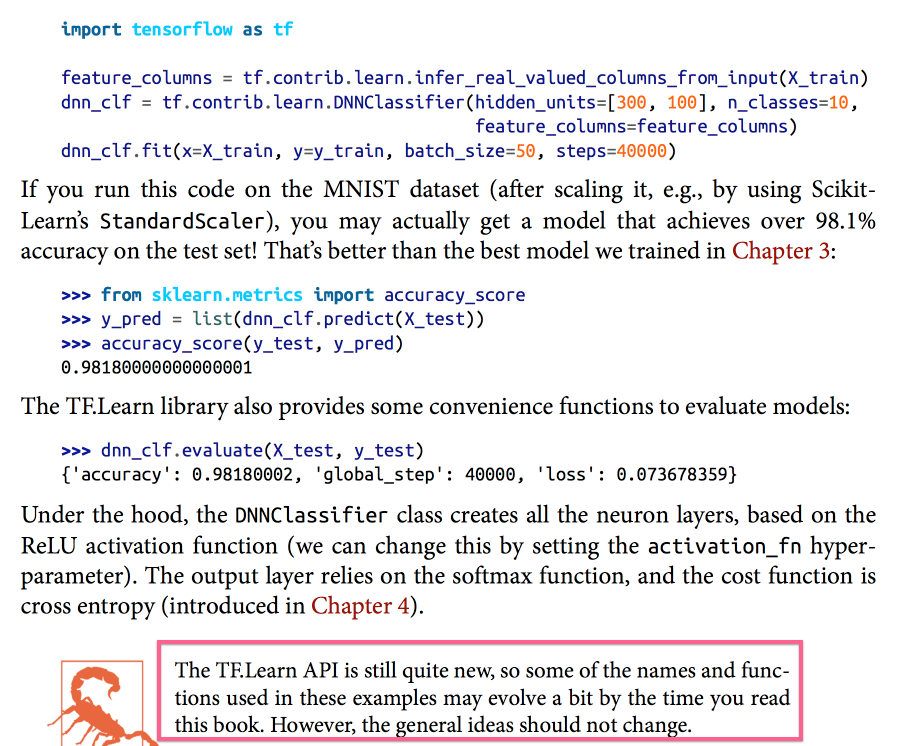 import tensorflow as tf
feature_columns = tf.contrib.learn.infer_real_valued_columns_from_input(X_train)
dnn_clf = tf.contrib.learn.DNNClassifier(hidden_units=[300, 100], n_classes=10,
feature_columns=feature_columns)
dnn_clf.fit(x=X_train, y=y_train, batch_size=50, steps=40000)
If you run this code on the MNIST dataset (after scaling it, e.g., by using Scikit-
Learn’s StandardScaler), you may actually get a model that achieves over 98.1%
accuracy on the test set! That’s better than the best model we trained in Chapter 3:
>>> from sklearn.metrics import accuracy_score
>>> y_pred = list(dnn_clf.predict(X_test))
>>> accuracy_score(y_test, y_pred)
0.98180000000000001
The TF.Learn library also provides some convenience functions to evaluate models:
>>> dnn_clf.evaluate(X_test, y_test)
{'accuracy': 0.98180002, 'global_step': 40000, 'loss': 0.073678359}
Under the hood, the DNNClassifier class creates all the neuron layers, based on the
ReLU activation function (we can change this by setting the activation_fn hyper-
parameter). The output layer relies on the softmax function, and the cost function is
cross entropy (introduced in Chapter 4).
The TF.Learn API is still quite new, so some of the names and func-
tions used in these examples may evolve a bit by the time you read
this book. However, the general ideas should not change.